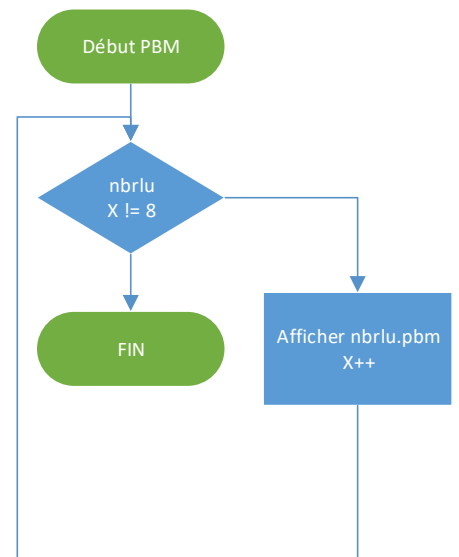 Début PBM
nbrlu
X != 8
FIN
Afficher nbrlu.pbm
X++